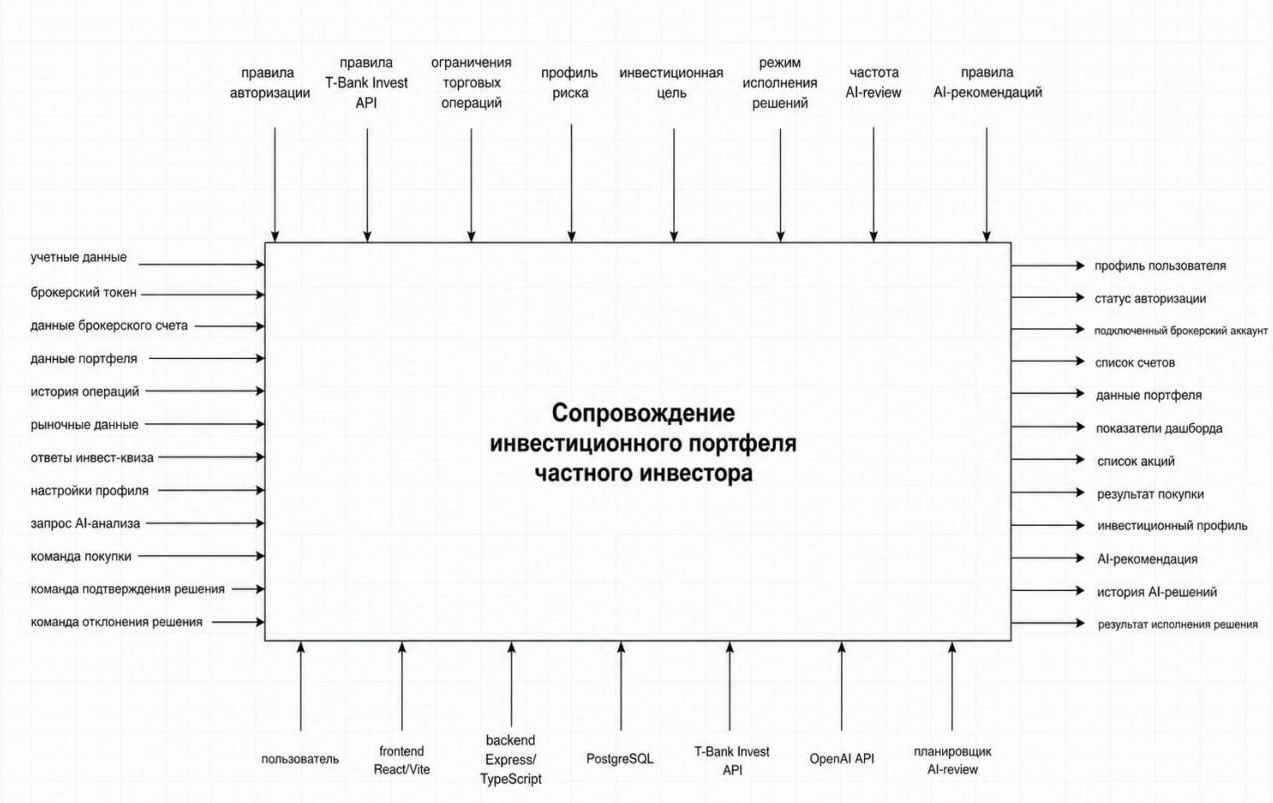 правила
авторизации
правила
T-Bank Invest
API
ограничения
торговых
операций
профиль
риска
инвестиционная
цель
режим
исполнения
решений
частота
AI-review
правила
AI-рекомендаций
учетные данные
брокерский токен
данные брокерского счета
данные портфеля
история операций
рыночные данные
ответы инвест-квиза
настройки профиля
запрос AI-анализа
команда покупки
команда подтверждения решения
команда отклонения решения
Сопровождение
инвестиционного портфеля
частного инвестора
профиль пользователя
статус авторизации
подключенный брокерский аккаунт
список счетов
данные портфеля
показатели дашборда
список акций
результат покупки
инвестиционный профиль
AI-рекомендация
история AI-решений
результат исполнения решения
пользователь
frontend
React/Vite
backend
Express/
TypeScript
PostgreSQL
T-Bank Invest
API
OpenAI API
планировщик
AI-review